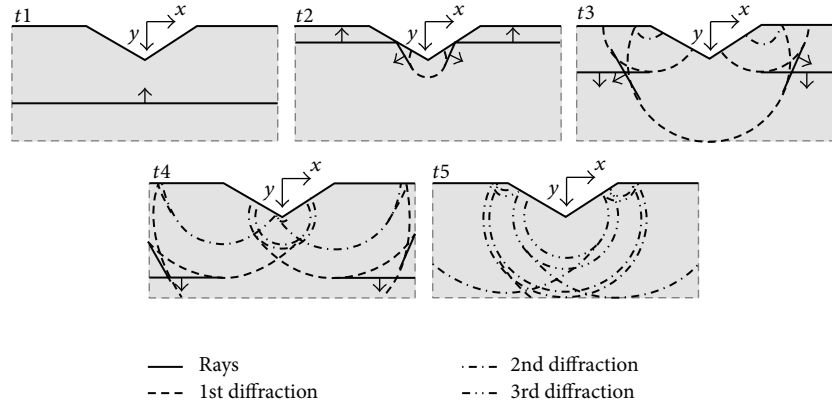 t1
x
y
t2
x
y
t3
x
y
t4
x
y
t5
x
y
Rays
1st diffraction
2nd diffraction
3rd diffraction